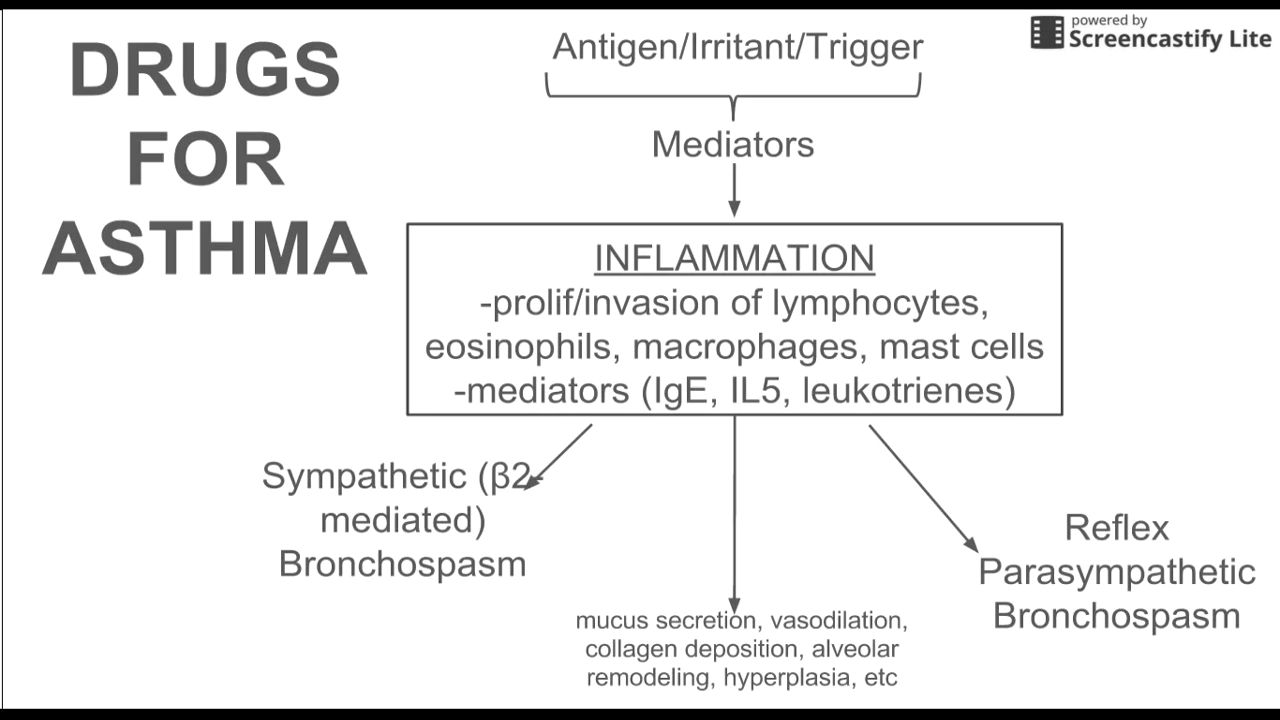 DRUGS
FOR
ASTHMA
powered by
Screencastify Lite
Antigen/Irritant/Trigger
Mediators
INFLAMMATION
-prolif/invasion of lymphocytes,
eosinophils, macrophages, mast cells
-mediators (IgE, IL5, leukotrienes)
Sympathetic (β2-
mediated)
Bronchospasm
mucus secretion, vasodilation,
collagen deposition, alveolar
remodeling, hyperplasia, etc
Reflex
Parasympathetic
Bronchospasm